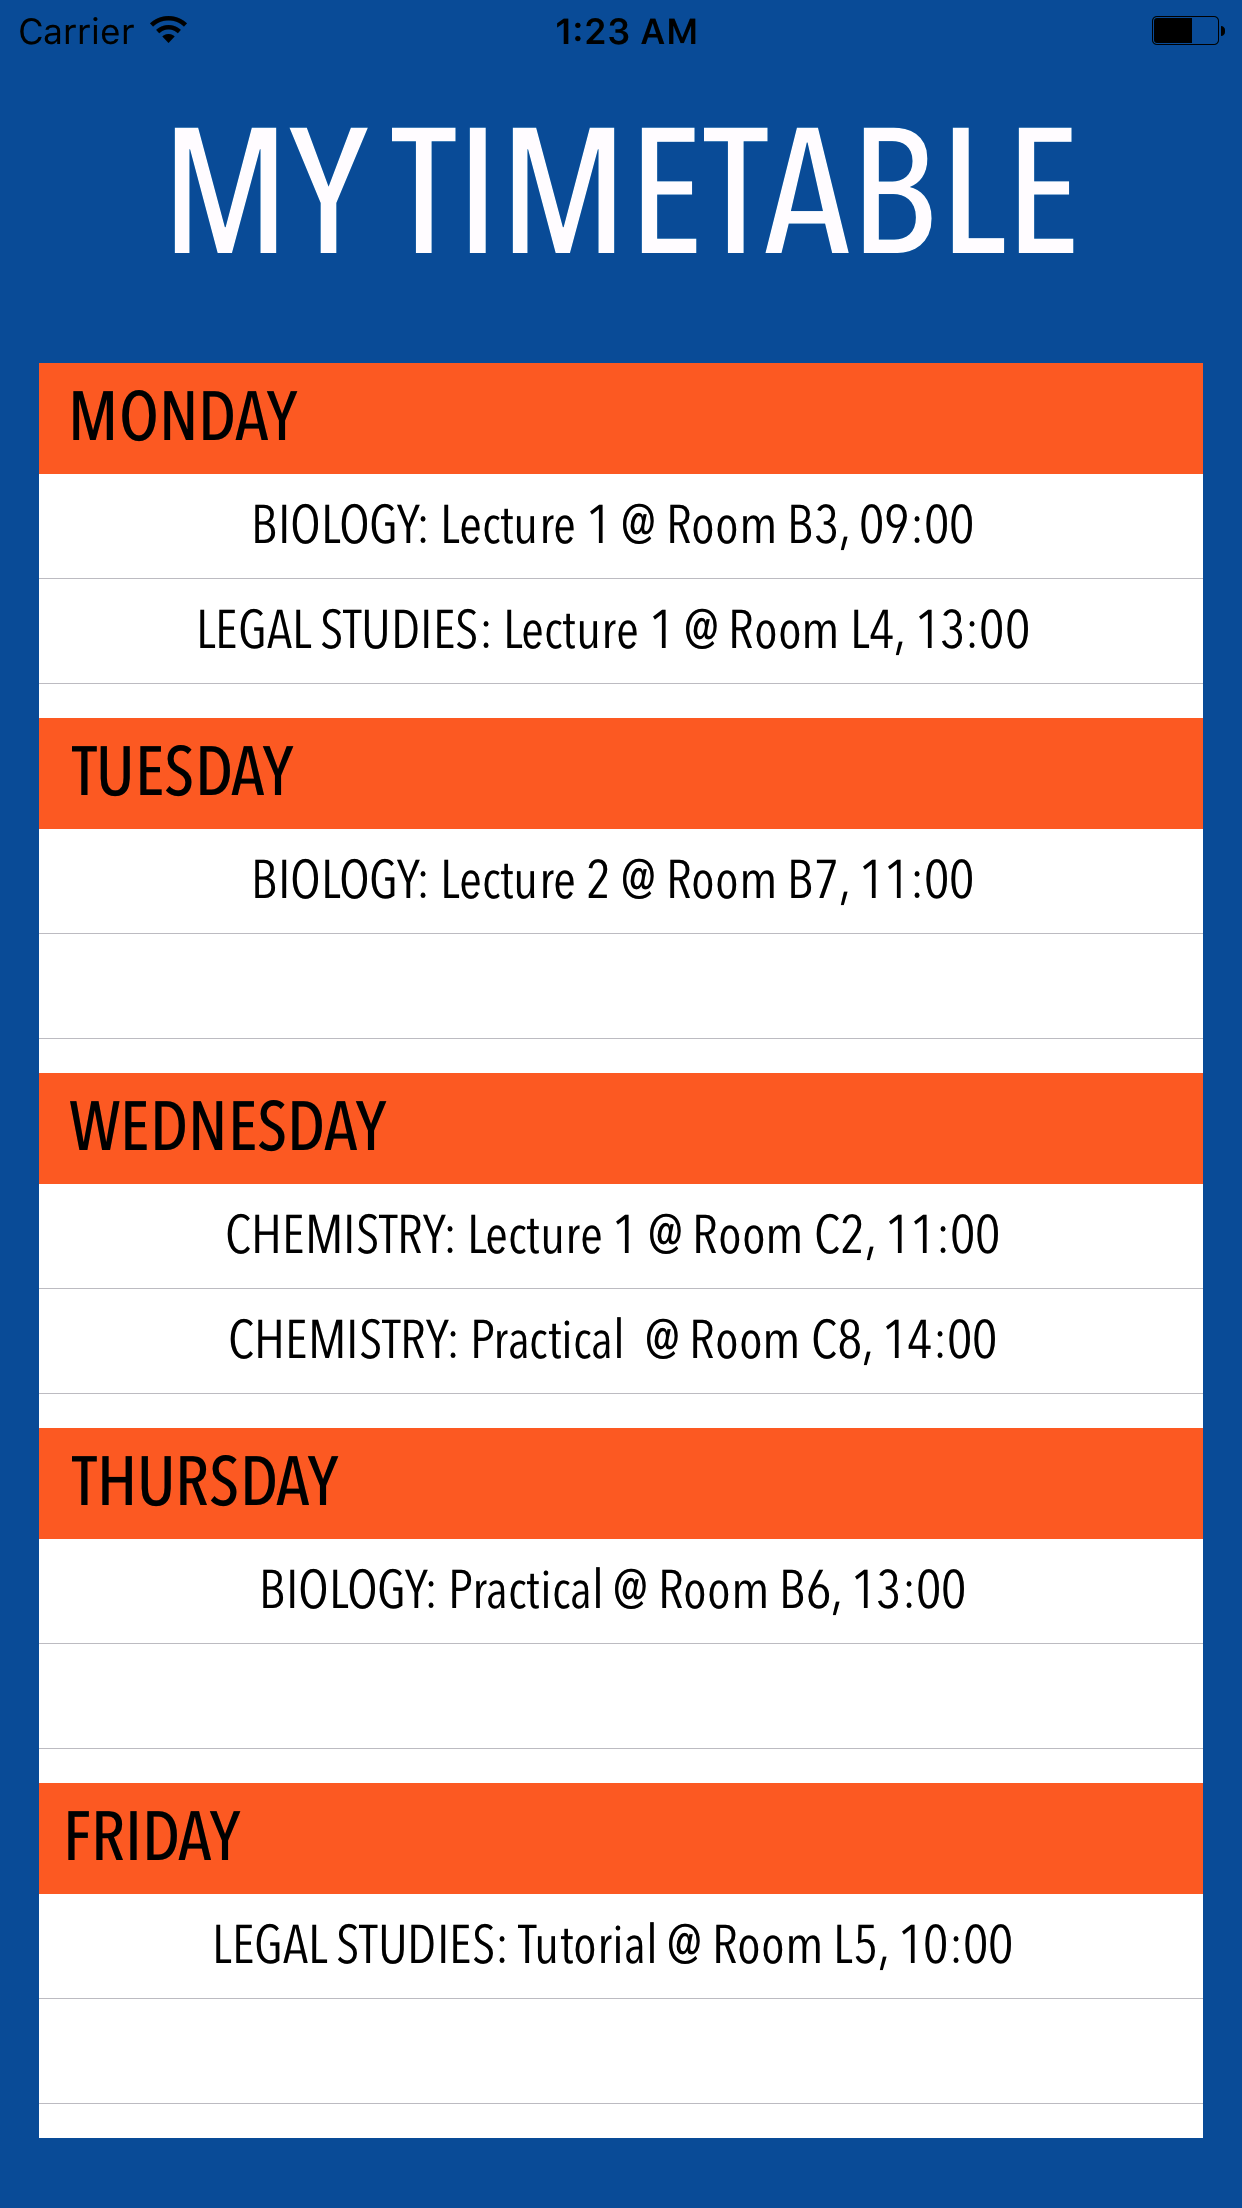 Carrier 1:23 AM
MY TIMETABLE
MONDAY
BIOLOGY: Lecture 1 @ Room B3, 09:00
LEGAL STUDIES: Lecture 1 @ Room L4, 13:00
TUESDAY
BIOLOGY: Lecture 2 @ Room B7, 11:00
WEDNESDAY
CHEMISTRY: Lecture 1 @ Room C2, 11:00
CHEMISTRY: Practical  @ Room C8, 14:00
THURSDAY
BIOLOGY: Practical @ Room B6, 13:00
FRIDAY
LEGAL STUDIES: Tutorial @ Room L5, 10:00